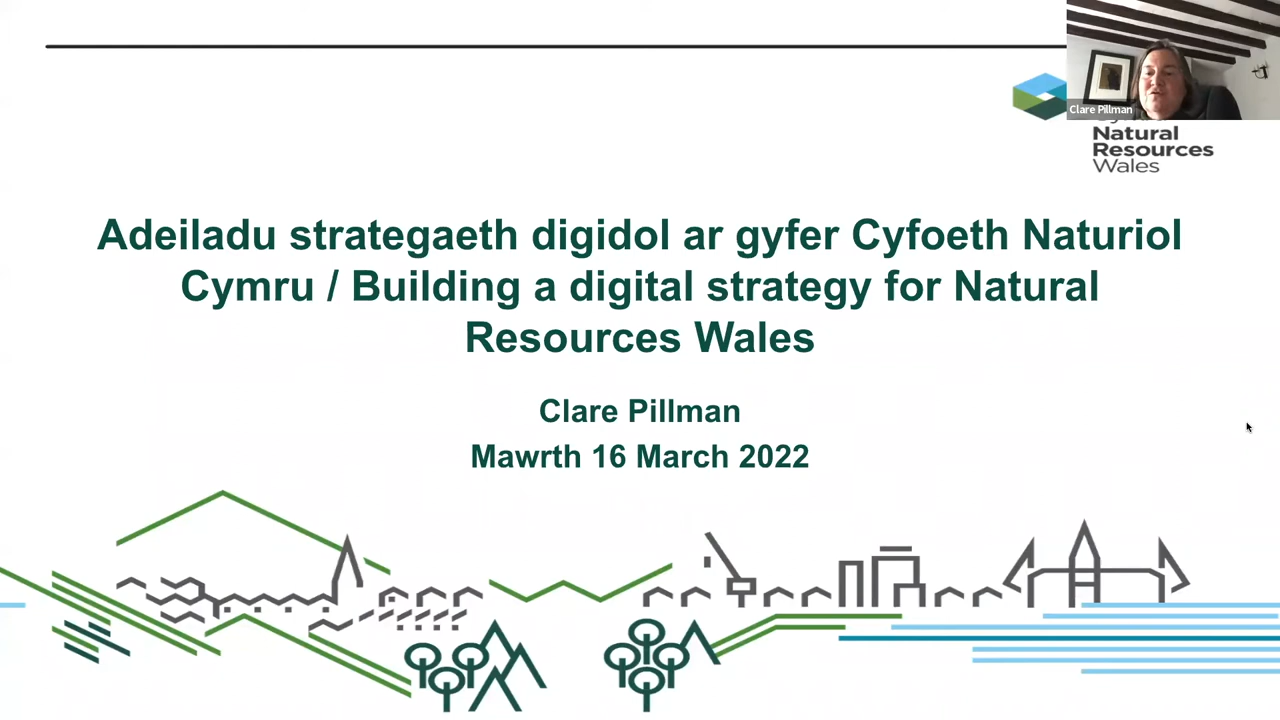 Clare Pillman
Natural
Resources
Wales
Adeiladu strategaeth digidol ar gyfer Cyfoeth Naturiol
Cymru / Building a digital strategy for Natural
Resources Wales
Clare Pillman
Mawrth 16 March 2022